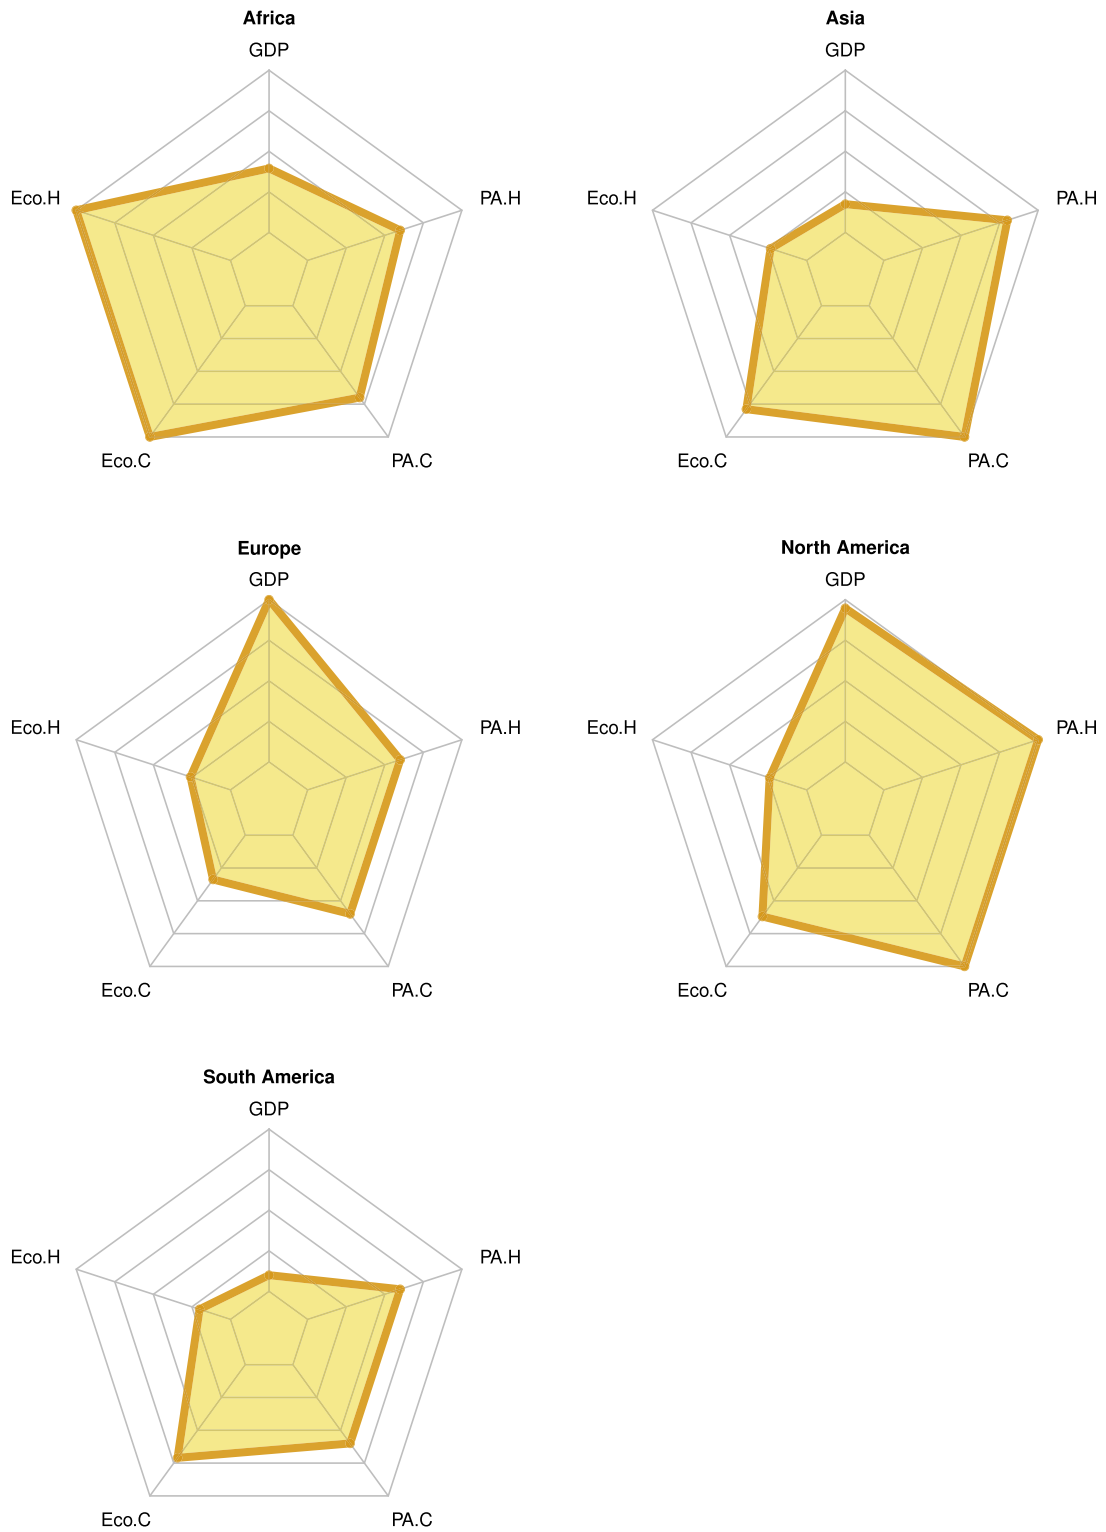 Africa
GDP
Eco.H
PA.H
Eco.C
PA.C
Asia
GDP
Eco.H
PA.H
Eco.C
PA.C
Europe
GDP
Eco.H
PA.H
Eco.C
PA.C
North America
GDP
Eco.H
PA.H
Eco.C
PA.C
South America
GDP
Eco.H
PA.H
Eco.C
PA.C